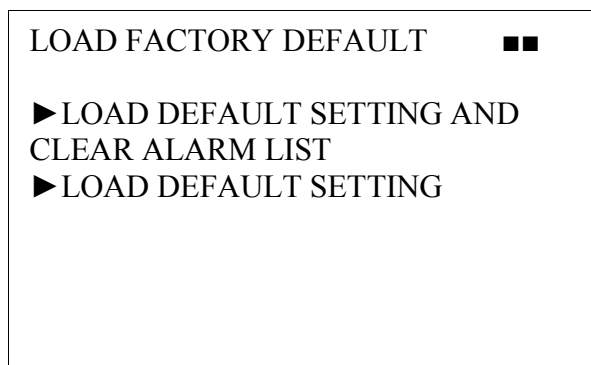 LOAD FACTORY DEFAULT ■■
►LOAD DEFAULT SETTING AND
CLEAR ALARM LIST
►LOAD DEFAULT SETTING